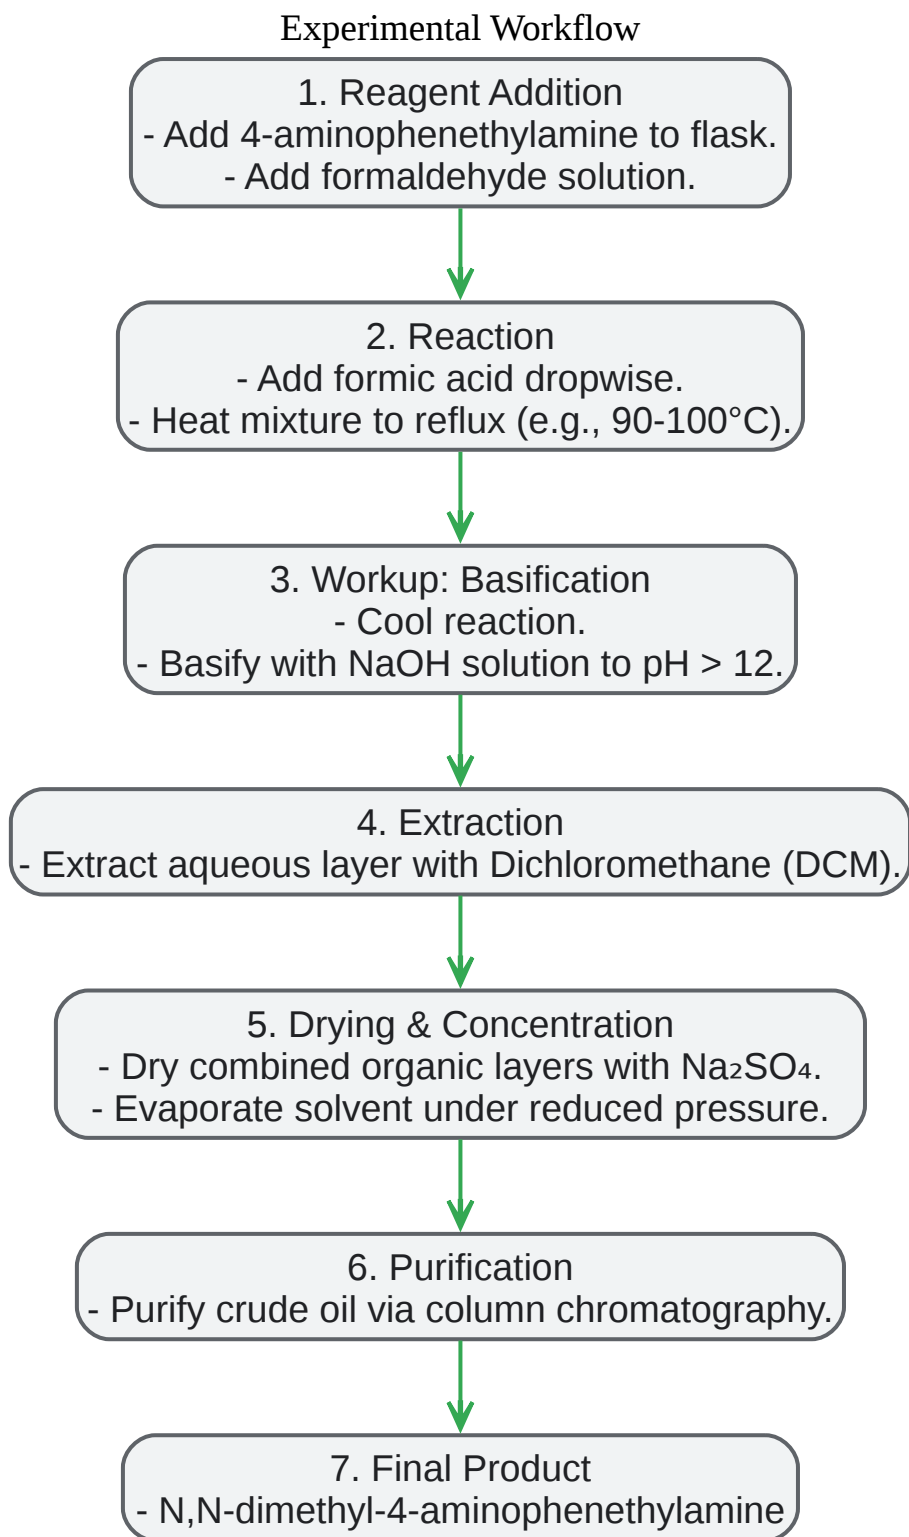 Experimental Workflow
1. Reagent Addition
- Add 4-aminophenethylamine to flask.
- Add formaldehyde solution.
2. Reaction
- Add formic acid dropwise.
- Heat mixture to reflux (e.g., 90-100°C).
3. Workup: Basification
- Cool reaction.
- Basify with NaOH solution to pH > 12.
4. Extraction
- Extract aqueous layer with Dichloromethane (DCM).
5. Drying & Concentration
- Dry combined organic layers with Na₂SO₄.
- Evaporate solvent under reduced pressure.
6. Purification
- Purify crude oil via column chromatography.
7. Final Product
- N,N-dimethyl-4-aminophenethylamine